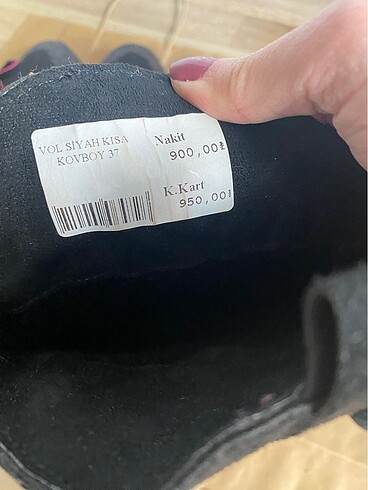 VOL SIYAH KISA
KOVBOY 37
Nakit
900,00₺
K.Kart
950,00₺